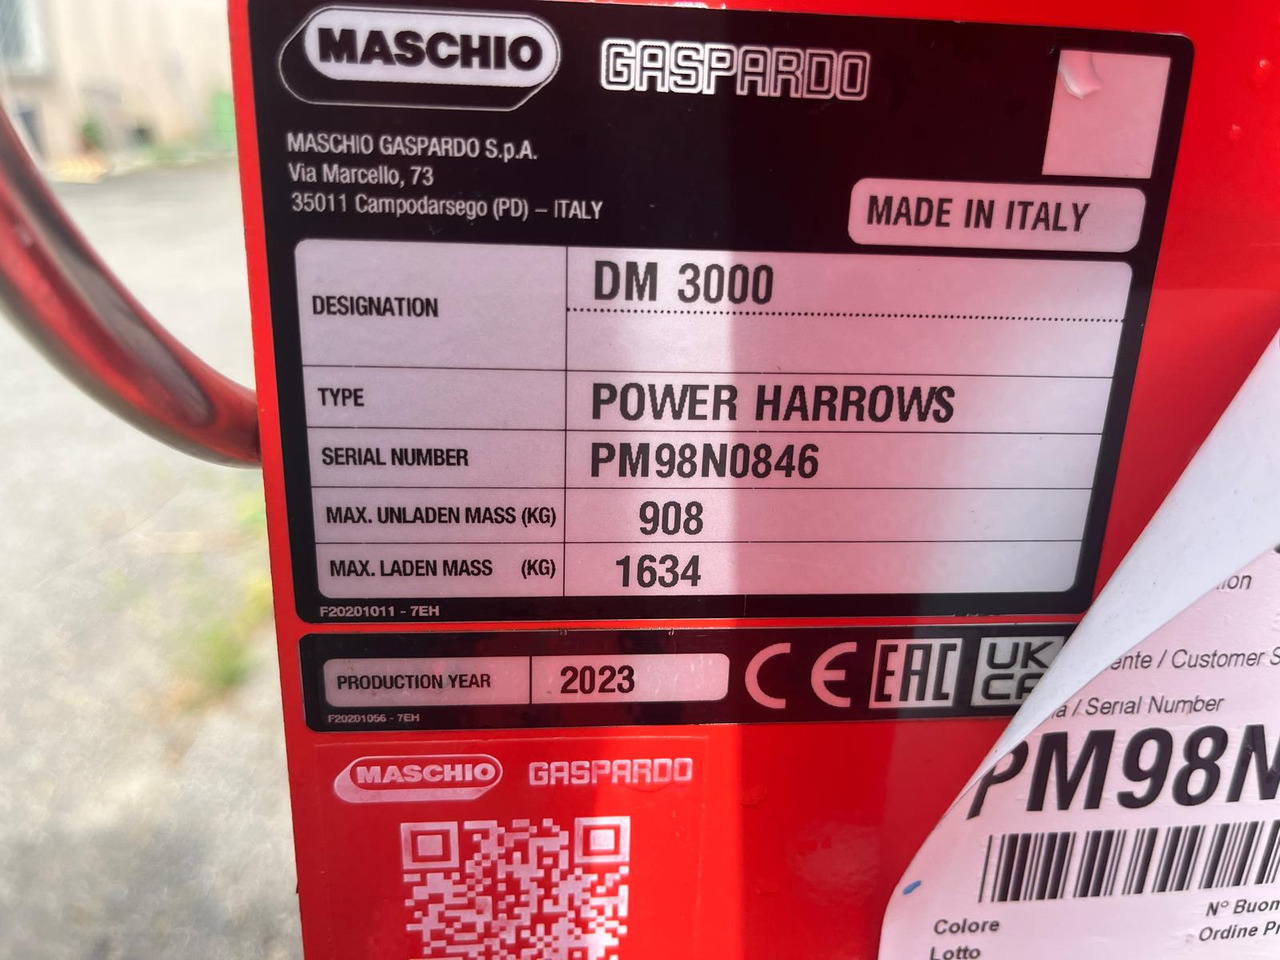 MASCHIO GASPARDO
MASCHIO GASPARDO S.p.A.
Via Marcello, 73
35011 Campodarsego (PD) – ITALY
MADE IN ITALY
DESIGNATION DM 3000
TYPE POWER HARROWS
SERIAL NUMBER PM98N0846
MAX. UNLADEN MASS (KG) 908
MAX. LADEN MASS (KG) 1634
F20201011 - 7EH
PRODUCTION YEAR 2023 CE EAC UK CA
F20201056 - 7EH
MASCHIO GASPARDO
/ Customer
/ Serial Number
PM98N
Colore
Lotto
N° Buon
Ordine